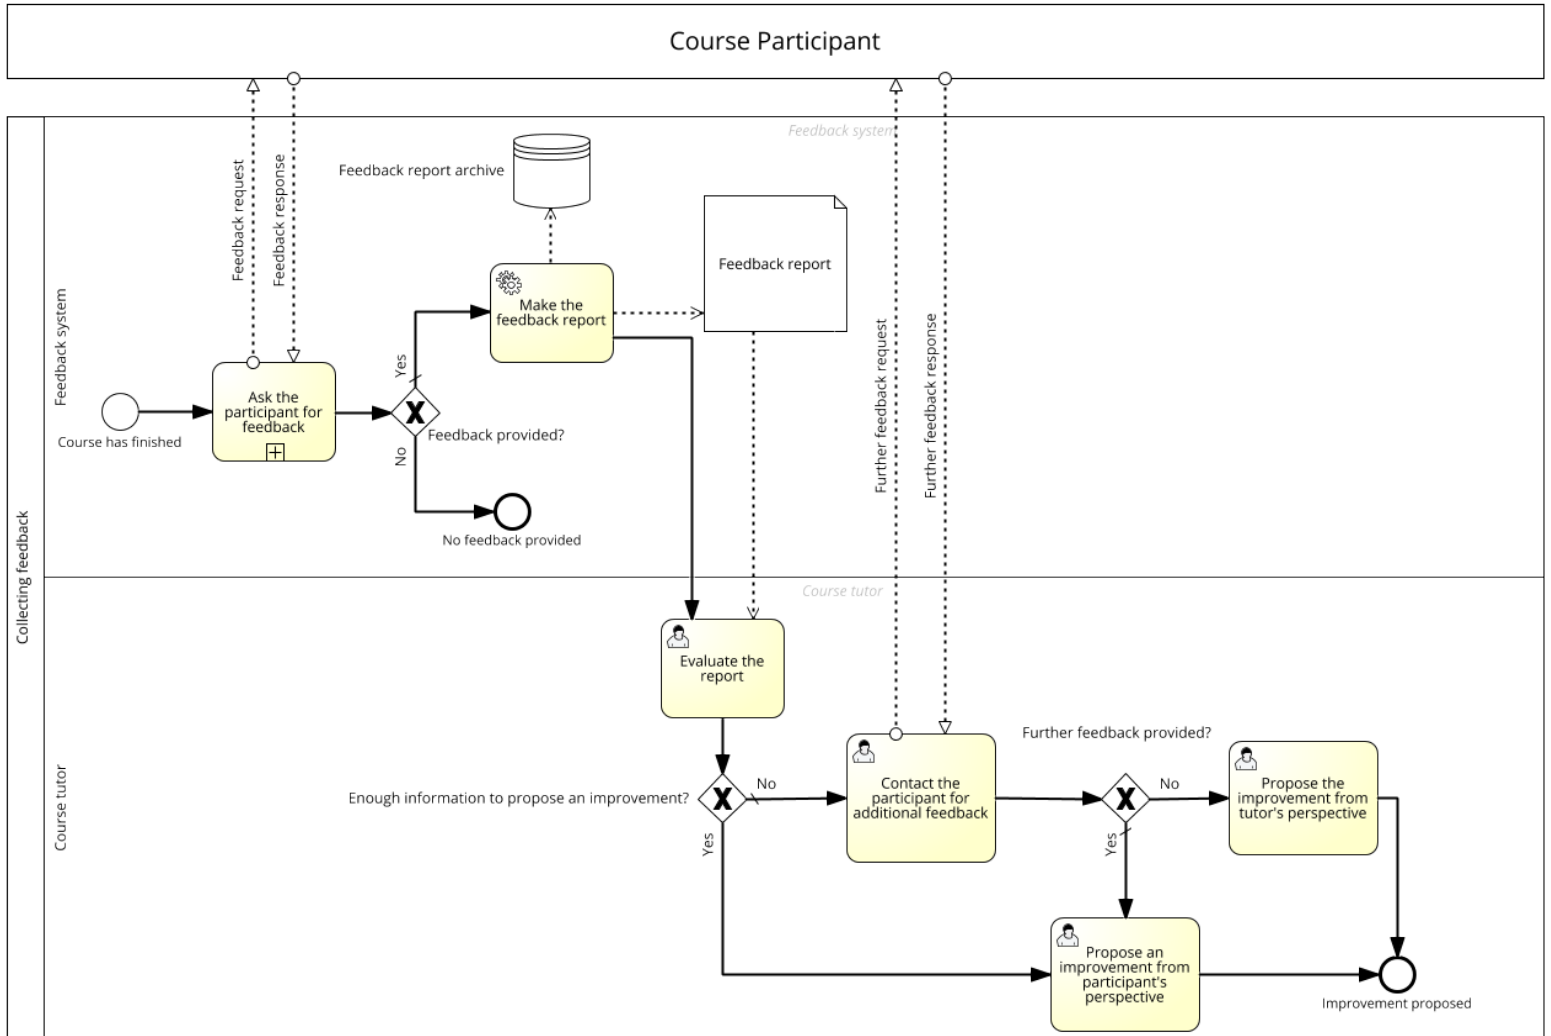 Course Participant
Feedback system
Feedback report archive
Feedback request
Feedback response
Feedback report
Make the
feedback report
Feedback system
Further feedback request
Further feedback response
Yes
Ask the
participant for
feedback
Course has finished
Feedback provided?
No
No feedback provided
Collecting feedback
Course tutor
Evaluate the
report
Course tutor
Enough information to propose an improvement?
No
Yes
Contact the
participant for
additional feedback
Further feedback provided?
No
Yes
Propose the
improvement from
tutor's perspective
Propose an
improvement from
participant's
perspective
Improvement proposed